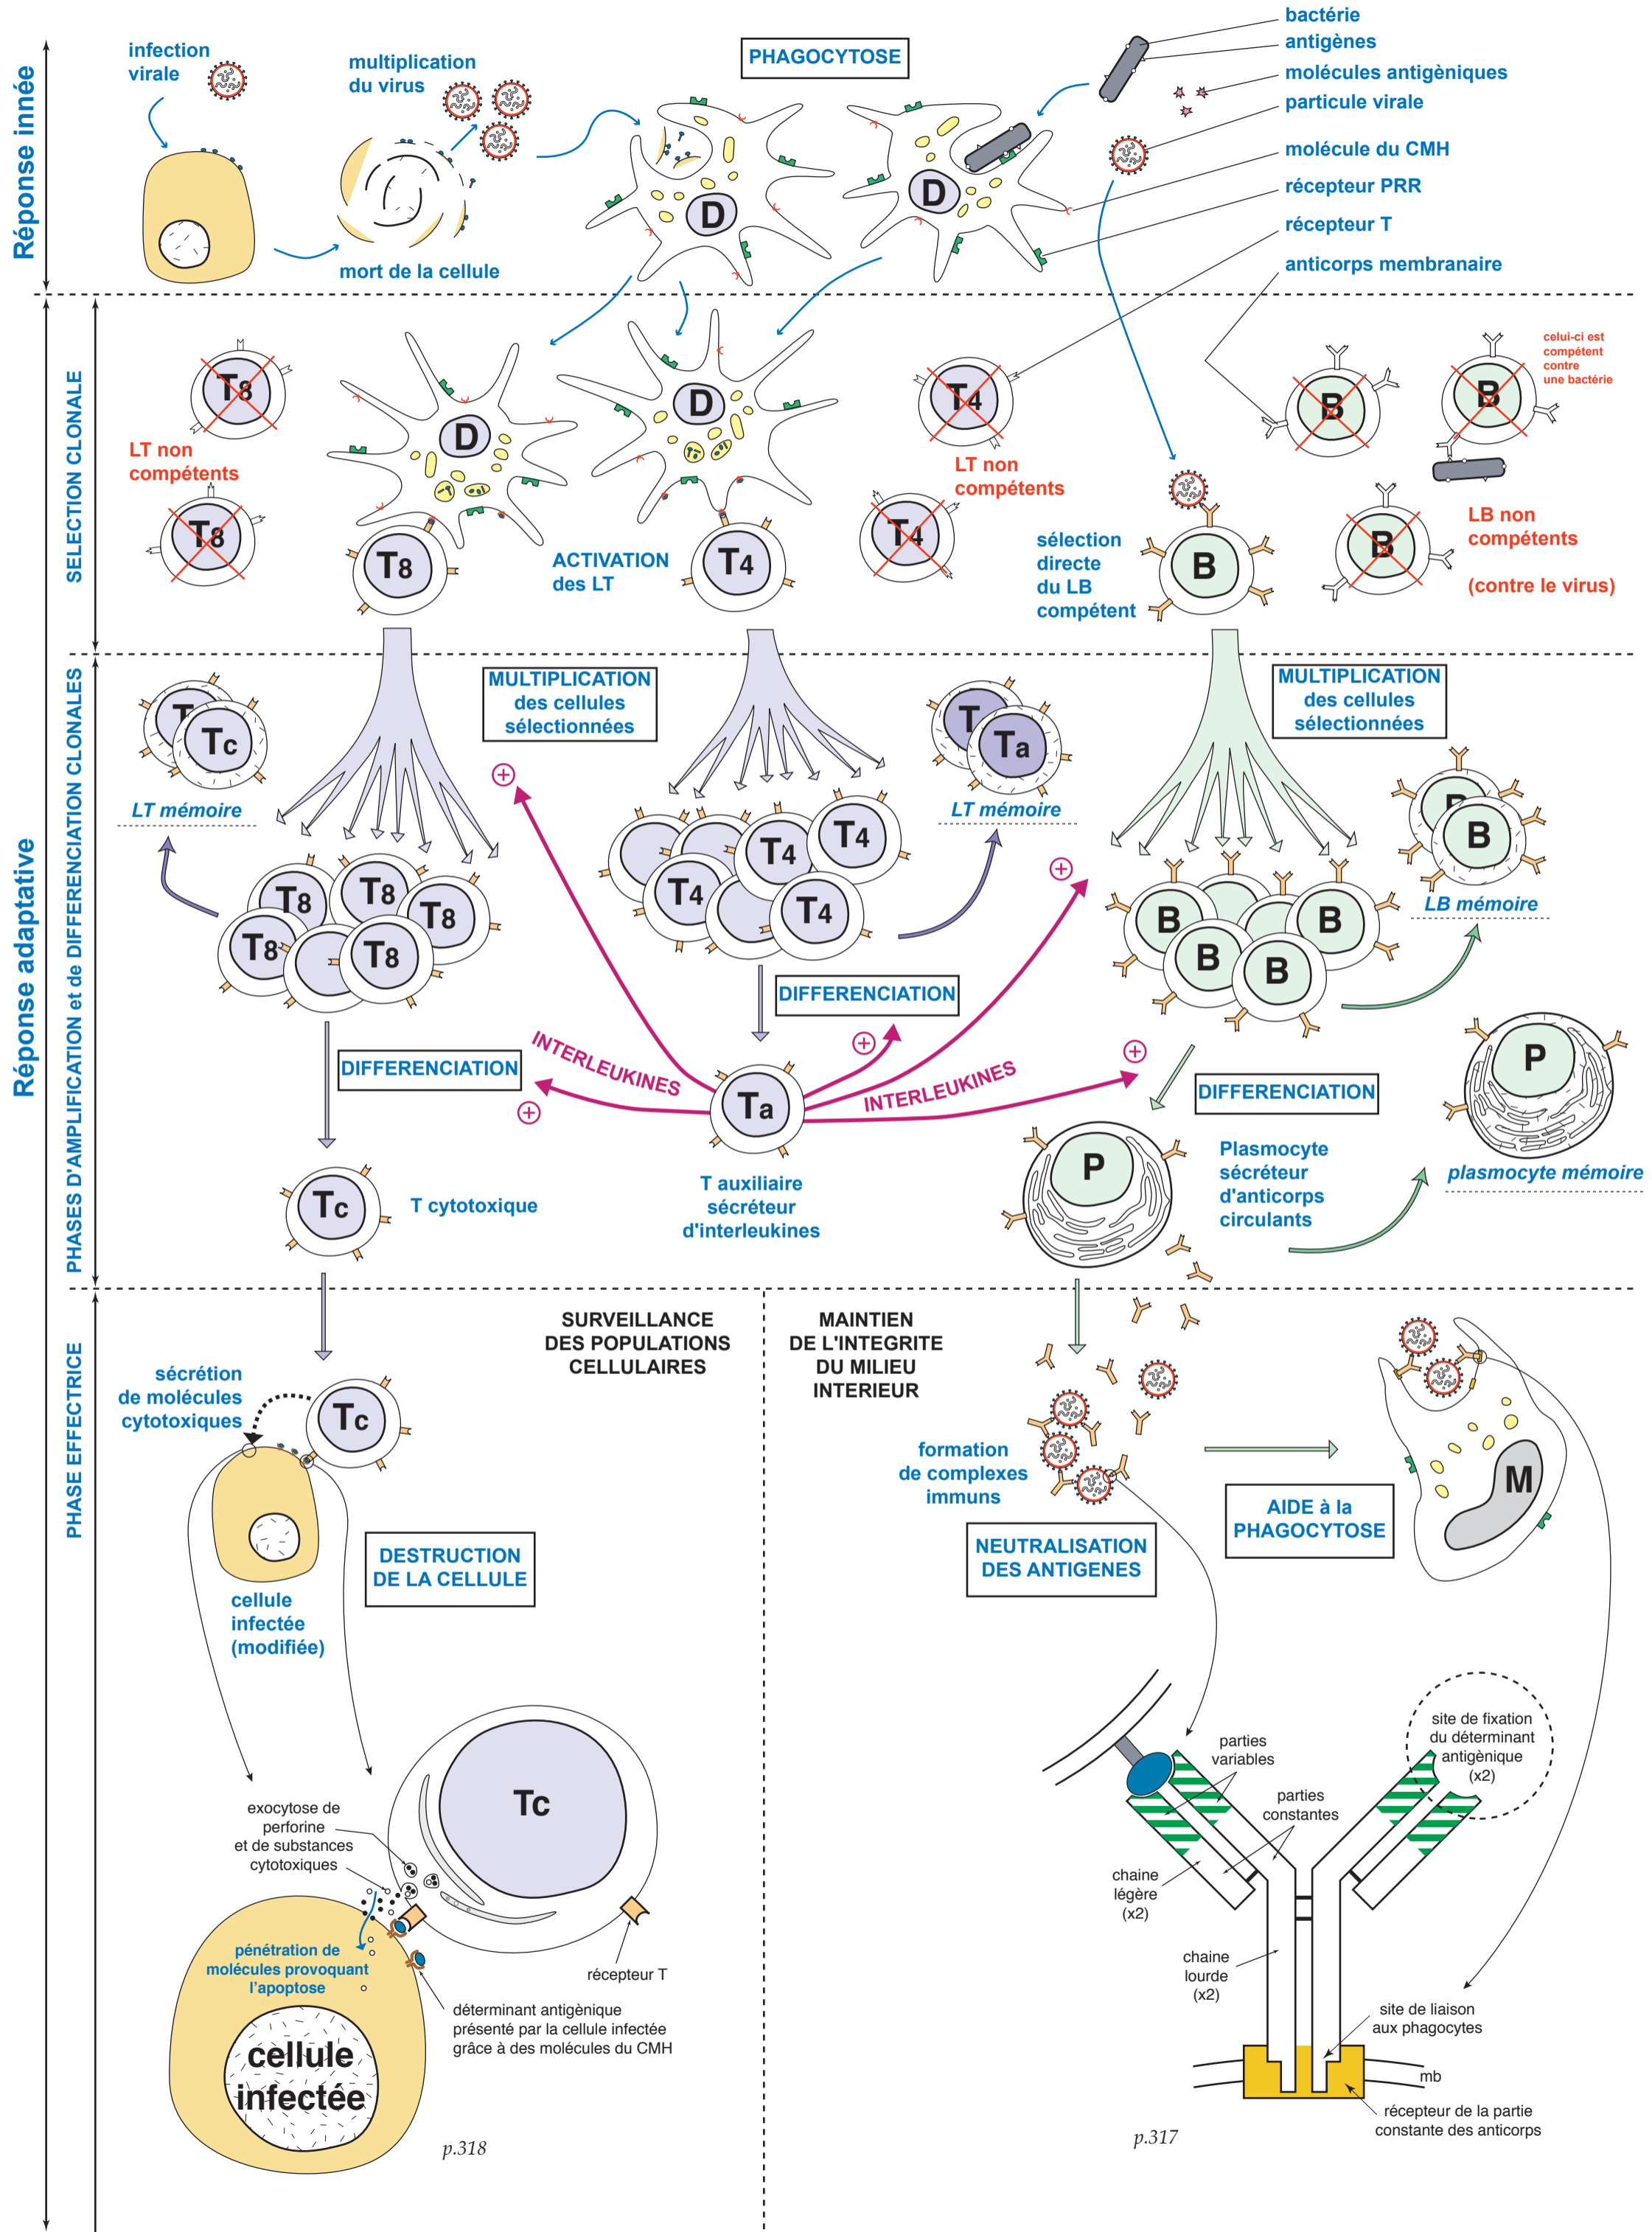 Réponse innée
infection
virale
multiplication
du virus
PHAGOCYTOSE
bactérie
antigènes
molécules antigèniques
particule virale
molécule du CMH
récepteur PRR
récepteur T
anticorps membranaire
D
D
mort de la cellule
Réponse adaptative
SELECTION CLONALE
T8
LT non
compétents
T8
D
T8
D
ACTIVATION
des LT
T4
T4
LT non
compétents
T4
sélection
directe
du LB
compétent
B
B
B
celui-ci est
compétent
contre
une bactérie
B
LB non
compétents
(contre le virus)
PHASES D'AMPLIFICATION et de DIFFERENCIATION CLONALES
T
Tc
LT mémoire
MULTIPLICATION
des cellules
sélectionnées
T
Ta
LT mémoire
MULTIPLICATION
des cellules
sélectionnées
B
B
LB mémoire
T8
T8
T8
T8
T8
T4
T4
T4
T4
B
B
B
B
+
+
DIFFERENCIATION
DIFFERENCIATION
INTERLEUKINES
+
+
+
INTERLEUKINES
Ta
DIFFERENCIATION
P
plasmocyte mémoire
Tc
T cytotoxique
T auxiliaire
sécréteur
d'interleukines
P
Plasmocyte
sécréteur
d'anticorps
circulants
PHASE EFFECTRICE
SURVEILLANCE
DES POPULATIONS
CELLULAIRES
MAINTIEN
DE L'INTEGRITE
DU MILIEU
INTERIEUR
sécrétion
de molécules
cytotoxiques
Tc
cellule
infectée
(modifiée)
DESTRUCTION
DE LA CELLULE
formation
de complexes
immuns
NEUTRALISATION
DES ANTIGENES
AIDE à la
PHAGOCYTOSE
M
Tc
exocytose de
perforine
et de substances
cytotoxiques
pénétration de
molécules provoquant
l'apoptose
récepteur T
déterminant antigènique
présenté par la cellule infectée
grâce à des molécules du CMH
cellule
infectée
p.318
parties
variables
parties
constantes
site de fixation
du déterminant
antigènique
(x2)
chaine
légère
(x2)
chaine
lourde
(x2)
site de liaison
aux phagocytes
mb
récepteur de la partie
constante des anticorps
p.317